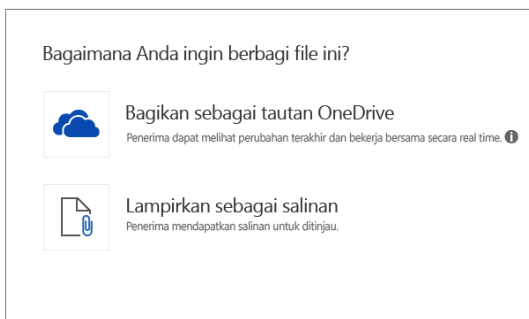 Bagaimana Anda ingin berbagi file ini?
Bagikan sebagai tautan OneDrive
Penerima dapat melihat perubahan terakhir dan bekerja bersama secara real time.
Lampirkan sebagai salinan
Penerima mendapatkan salinan untuk ditinjau.